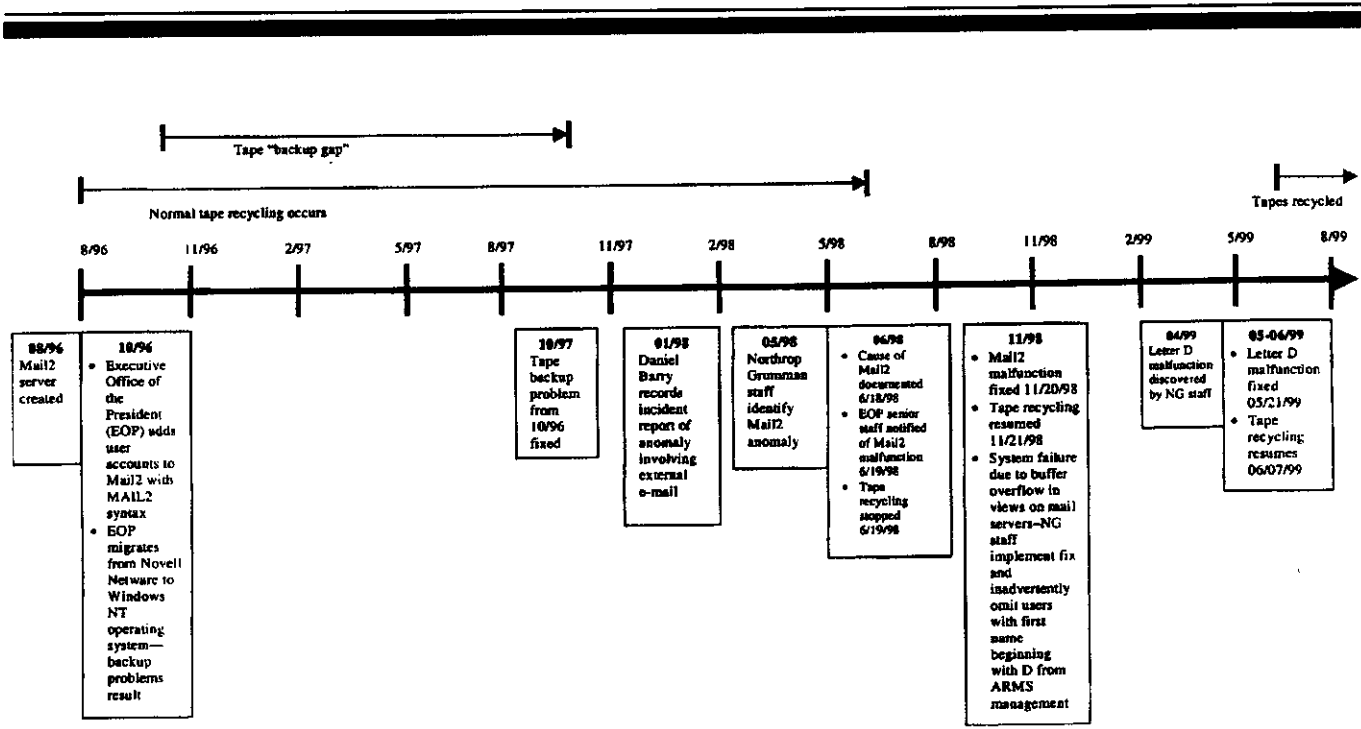 Tape "backup gap"
Normal tape recycling occurs
Tapes recycled
8/96
11/96
2/97
5/97
8/97
11/97
2/98
5/98
8/98
11/98
2/99
5/99
8/99
08/96
Mail2
server
created
10/96
• Executive
Office of
the
President
(EOP) adds
user
accounts to
Mail2 with
MAIL2
syntax
• EOP
migrates
from Novell
Netware to
Windows
NT
operating
system—
backup
problems
result
10/97
Tape
backup
problem
from
10/96
fixed
01/98
Daniel
Barry
records
incident
report of
anomaly
involving
external
e-mail
05/98
Northrop
Grumman
staff
identify
Mail2
anomaly
06/98
• Cause of
Mail2
documented
6/18/98
• EOP senior
staff notified
of Mail2
malfunction
6/19/98
• Tape
recycling
stopped
6/19/98
11/98
• Mail2
malfunction
fixed 11/20/98
• Tape recycling
resumed
11/21/98
• System failure
due to buffer
overflow in
views on mail
servers–NG
staff
implement fix
and
inadvertently
omit users
with first
name
beginning
with D from
ARMS
management
04/99
Letter D
malfunction
discovered
by NG staff
05-06/99
• Letter D
malfunction
fixed
05/21/99
• Tape
recycling
resumes
06/07/99